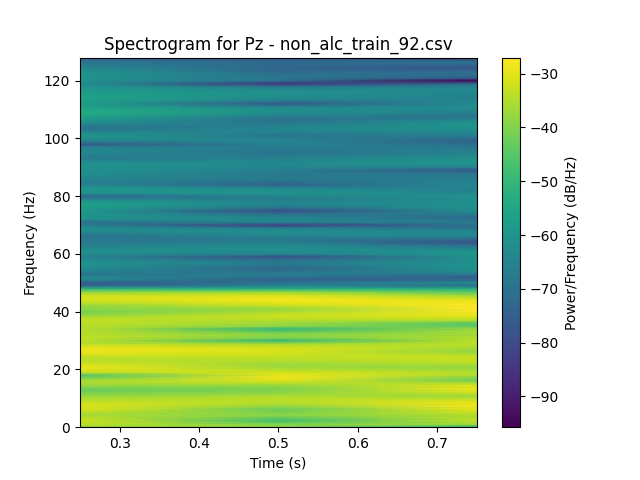 Spectrogram for Pz - non_alc_train_92.csv
120
100
80
60
40
20
0
Frequency (Hz)
0.3 0.4 0.5 0.6 0.7
Time (s)
−30
−40
−50
−60
−70
−80
−90
Power/Frequency (dB/Hz)